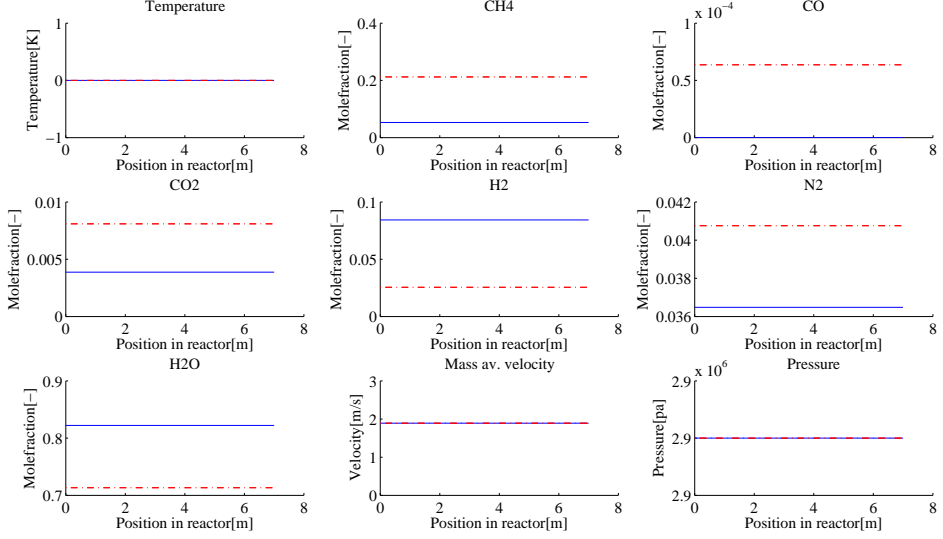 Temperature
Temperature[K]
1
0
−1
0 2 4 6 8
Position in reactor[m]
CH4
Molefraction[−]
0.4
0.2
0
0 2 4 6 8
Position in reactor[m]
CO
x 10^-4
Molefraction[−]
1
0.5
0
0 2 4 6 8
Position in reactor[m]
CO2
Molefraction[−]
0.01
0.005
0
0 2 4 6 8
Position in reactor[m]
H2
Molefraction[−]
0.1
0.05
0
0 2 4 6 8
Position in reactor[m]
N2
Molefraction[−]
0.042
0.04
0.038
0.036
0 2 4 6 8
Position in reactor[m]
H2O
Molefraction[−]
0.9
0.8
0.7
0 2 4 6 8
Position in reactor[m]
Mass av. velocity
Velocity[m/s]
3
2
1
0
0 2 4 6 8
Position in reactor[m]
Pressure
x 10^6
Pressure[pa]
2.9
2.9
2.9
0 2 4 6 8
Position in reactor[m]